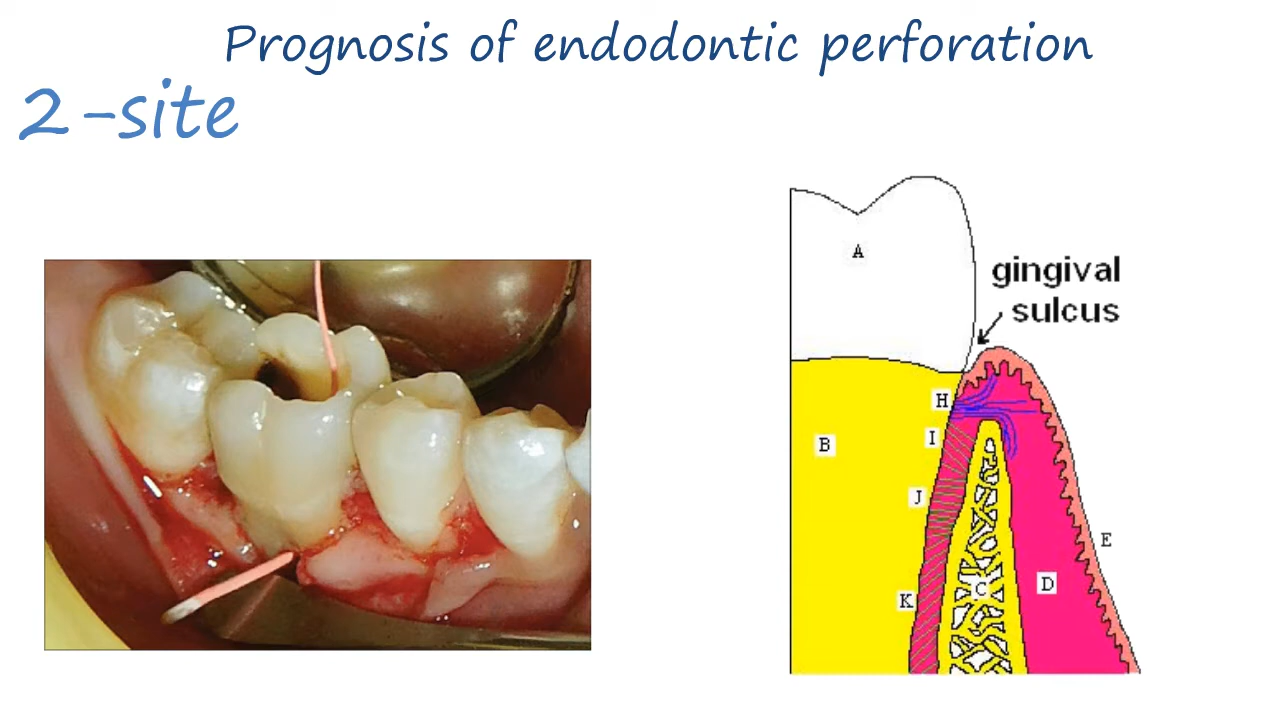 Prognosis of endodontic perforation
2-site
A
gingival
sulcus
H
I
B
J
E
D
C
K